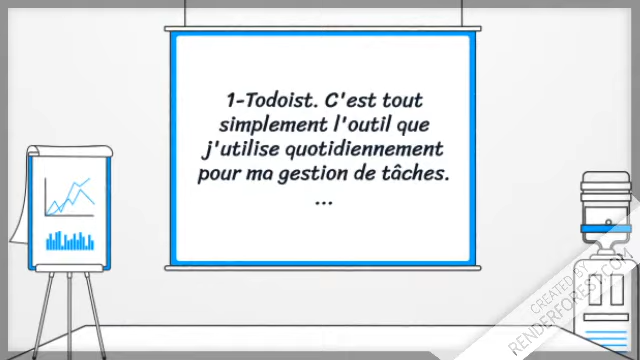 1-Todoist. C'est tout
simplement l'outil que
j'utilise quotidiennement
pour ma gestion de tâches.
...
CREATED BY
RENDERFOREST.COM